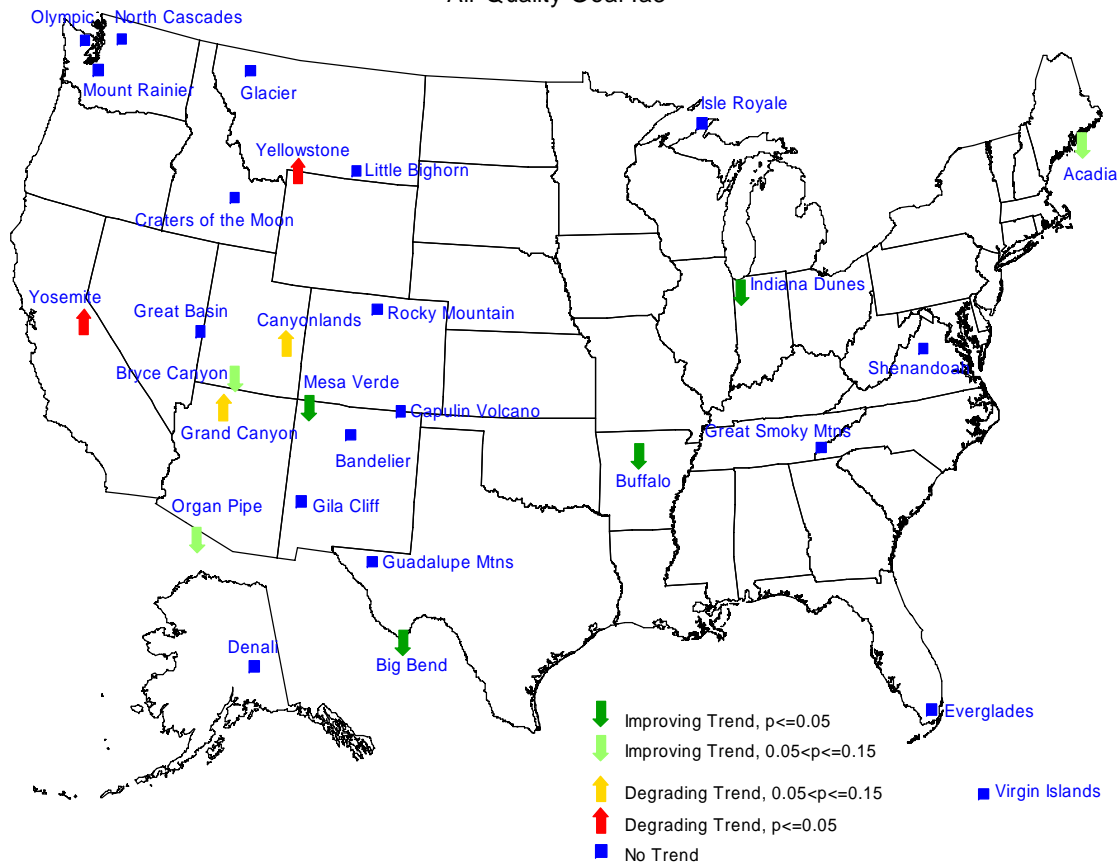 Olympic North Cascades
Mount Rainier
Glacier
Isle Royale
Yellowstone
Little Bighorn
Acadia
Craters of the Moon
Yosemite
Great Basin
Canyonlands
Rocky Mountain
Indiana Dunes
Bryce Canyon
Mesa Verde
Shenandoah
Capulin Volcano
Grand Canyon
Great Smoky Mtns
Bandelier
Buffalo
Organ Pipe
Gila Cliff
Guadalupe Mtns
Denali
Big Bend
Everglades
Virgin Islands
Improving Trend, p<=0.05
Improving Trend, 0.05<p<=0.15
Degrading Trend, 0.05<p<=0.15
Degrading Trend, p<=0.05
No Trend